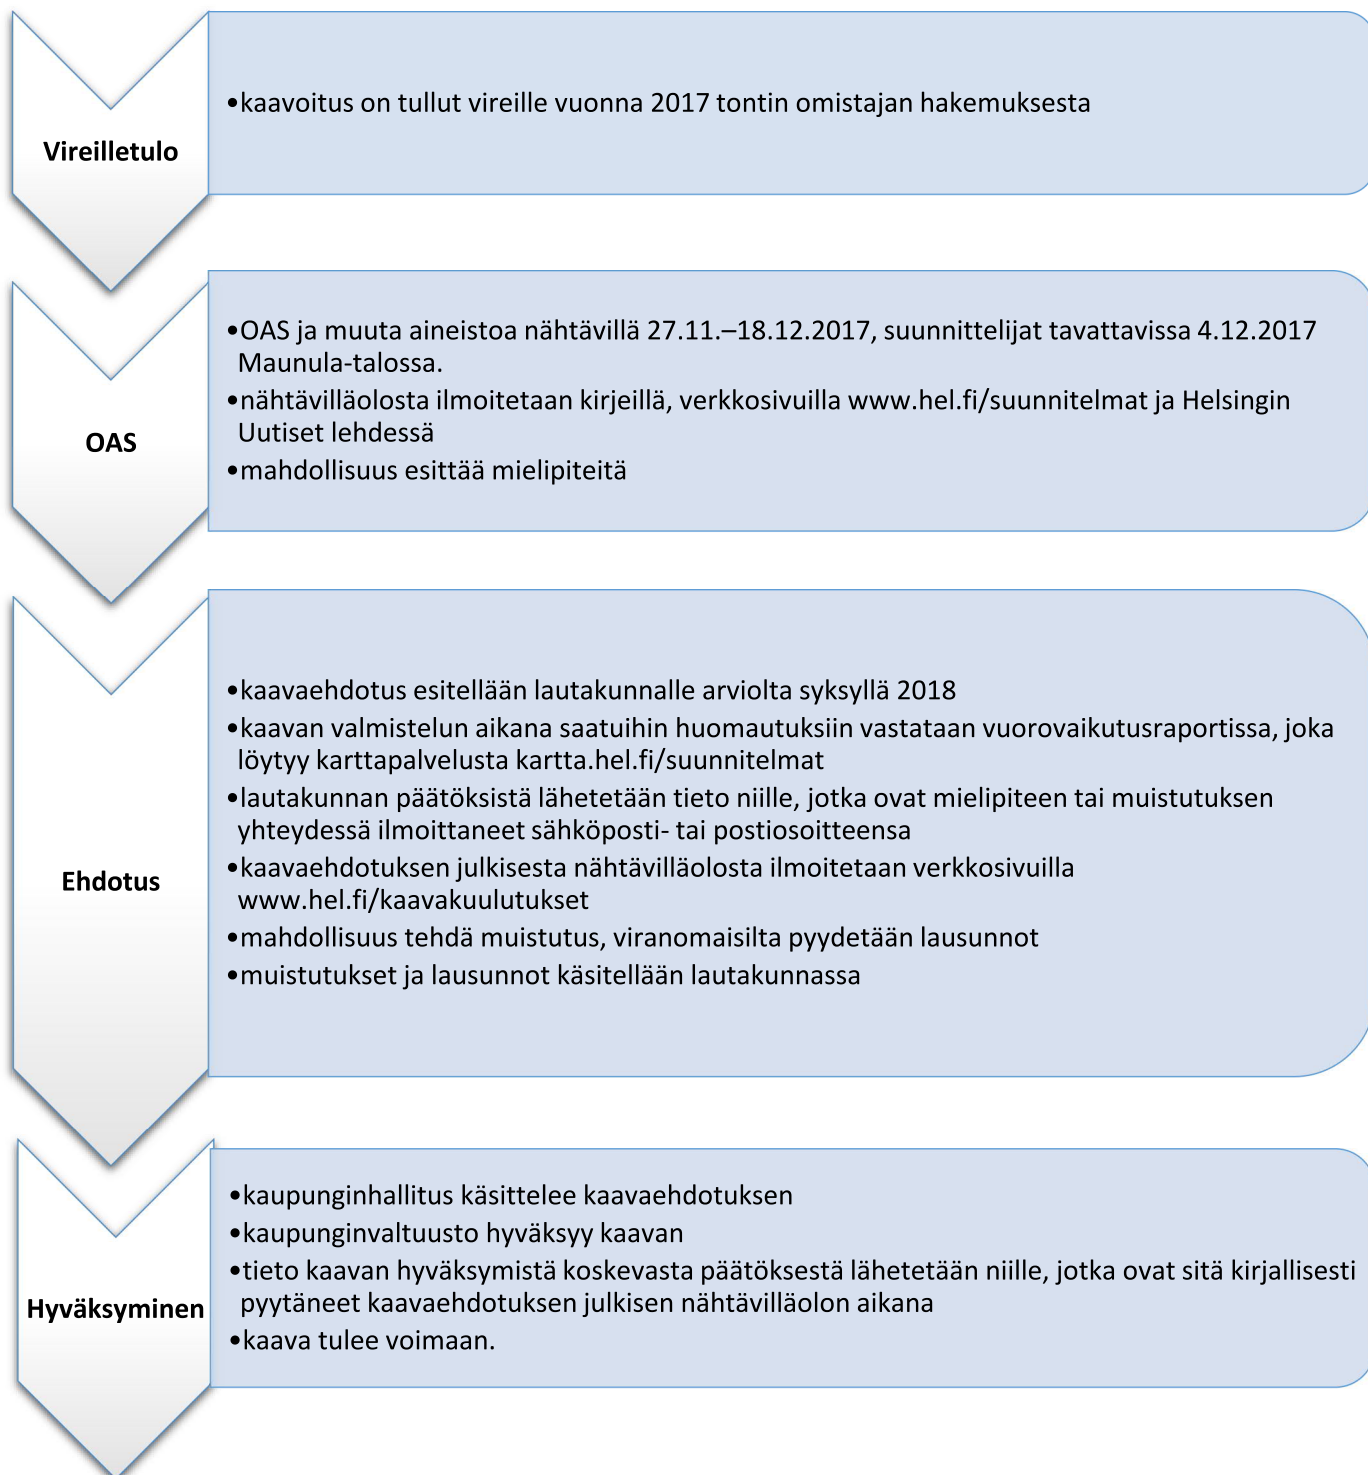 Vireilletulo
•kaavoitus on tullut vireille vuonna 2017 tontin omistajan hakemuksesta
OAS
•OAS ja muuta aineistoa nähtävillä 27.11.–18.12.2017, suunnittelijat tavattavissa 4.12.2017
Maunula-talossa.
•nähtävilläolosta ilmoitetaan kirjeillä, verkkosivuilla www.hel.fi/suunnitelmat ja Helsingin
Uutiset lehdessä
•mahdollisuus esittää mielipiteitä
Ehdotus
•kaavaehdotus esitellään lautakunnalle arviolta syksyllä 2018
•kaavan valmistelun aikana saatuihin huomautuksiin vastataan vuorovaikutusraportissa, joka
löytyy karttapalvelusta kartta.hel.fi/suunnitelmat
•lautakunnan päätöksistä lähetetään tieto niille, jotka ovat mielipiteen tai muistutuksen
yhteydessä ilmoittaneet sähköposti- tai postiosoitteensa
•kaavaehdotuksen julkisesta nähtävilläolosta ilmoitetaan verkkosivuilla
www.hel.fi/kaavakuulutukset
•mahdollisuus tehdä muistutus, viranomaisilta pyydetään lausunnot
•muistutukset ja lausunnot käsitellään lautakunnassa
Hyväksyminen
•kaupunginhallitus käsittelee kaavaehdotuksen
•kaupunginvaltuusto hyväksyy kaavan
•tieto kaavan hyväksymistä koskevasta päätöksestä lähetetään niille, jotka ovat sitä kirjallisesti
pyytäneet kaavaehdotuksen julkisen nähtävilläolon aikana
•kaava tulee voimaan.